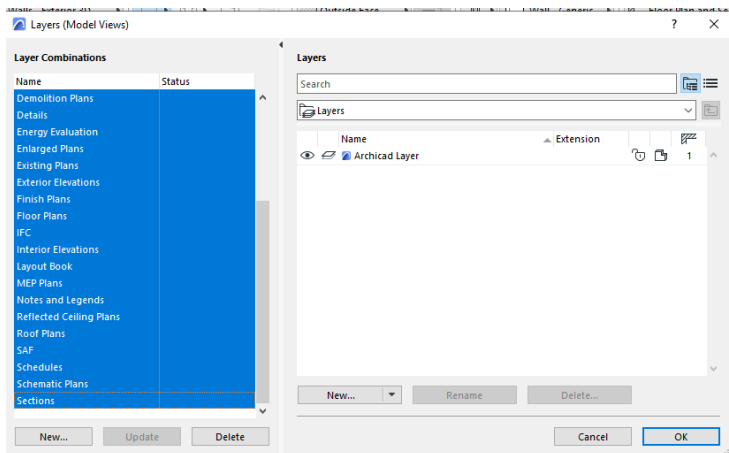 Layers (Model Views)
?
Layer Combinations
Name Status
Demolition Plans
Details
Energy Evaluation
Enlarged Plans
Existing Plans
Exterior Elevations
Finish Plans
Floor Plans
IFC
Interior Elevations
Layout Book
MEP Plans
Notes and Legends
Reflected Ceiling Plans
Roof Plans
SAF
Schedules
Schematic Plans
Sections
New... Update Delete
Layers
Search
Layers
Name Extension
Archicad Layer 1
New... Rename Delete...
Cancel OK